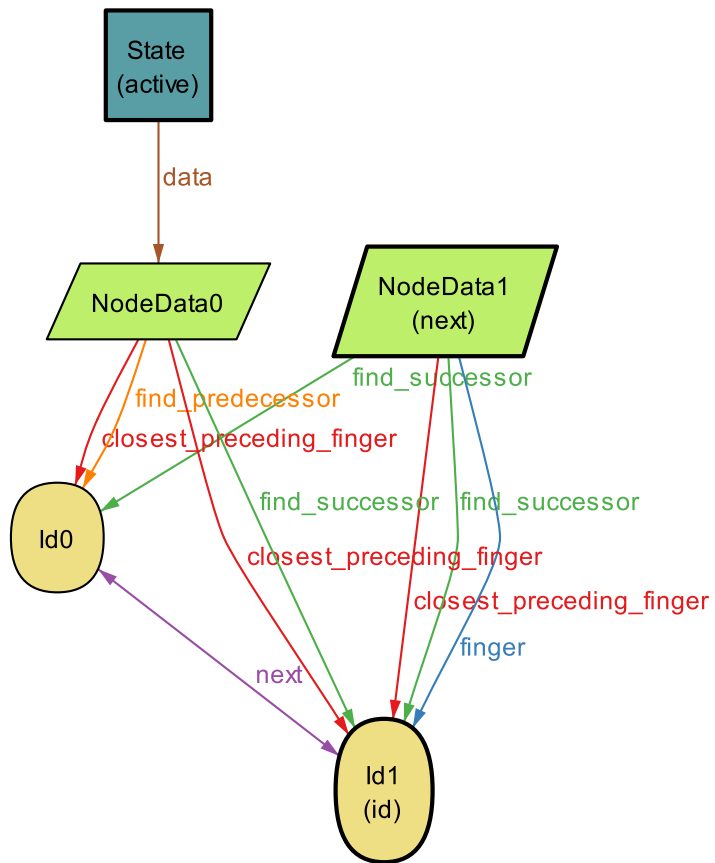 State
(active)
data
NodeData0
NodeData1
(next)
find_successor
find_predecessor
closest_preceding_finger
find_successor
find_successor
Id0
closest_preceding_finger
closest_preceding_finger
finger
next
Id1
(id)